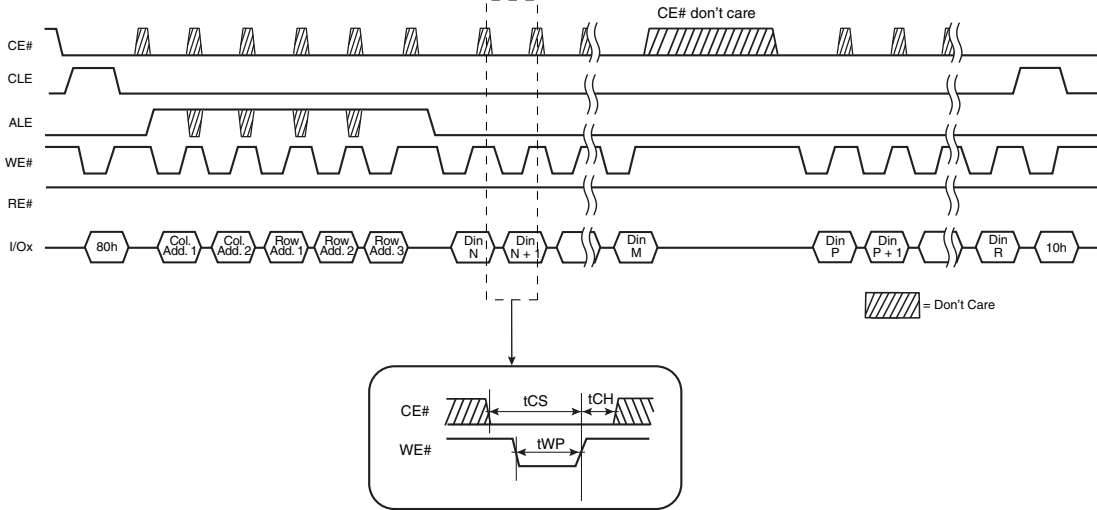 CE# don't care
CE#
CLE
ALE
WE#
RE#
I/Ox
80h
Col.
Add. 1
Col.
Add. 2
Row
Add. 1
Row
Add. 2
Row
Add. 3
Din
N
Din
N + 1
Din
M
Din
P
Din
P + 1
Din
R
10h
= Don't Care
CE#
tCS
tCH
WE#
tWP